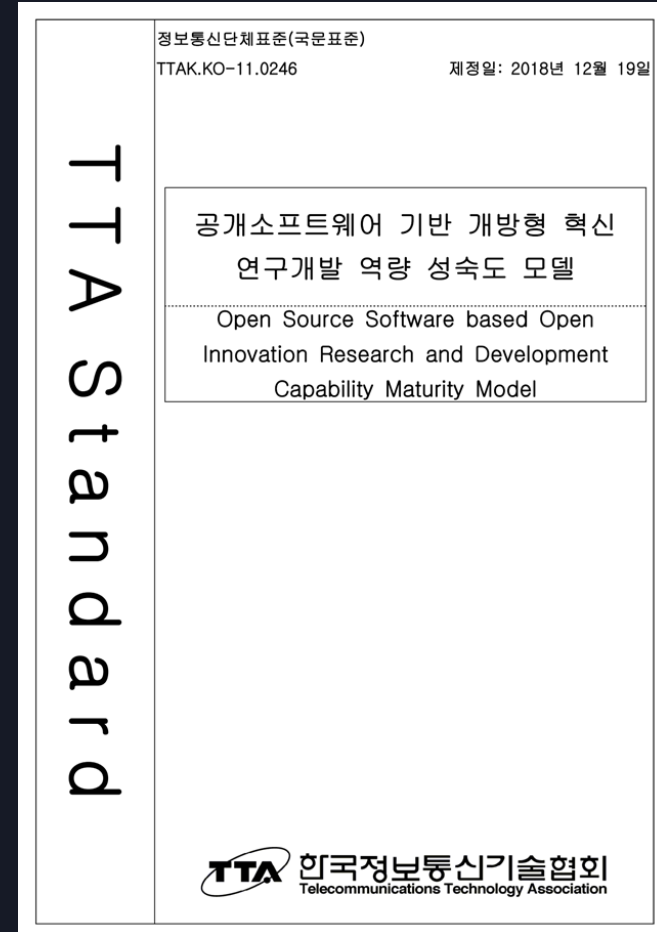 정보통신단체표준(국문표준)
TTAK.KO-11.0246 제정일: 2018년 12월 19일
TTA Standard
공개소프트웨어 기반 개방형 혁신
연구개발 역량 성숙도 모델
Open Source Software based Open
Innovation Research and Development
Capability Maturity Model
TTA 한국정보통신기술협회
Telecommunications Technology Association